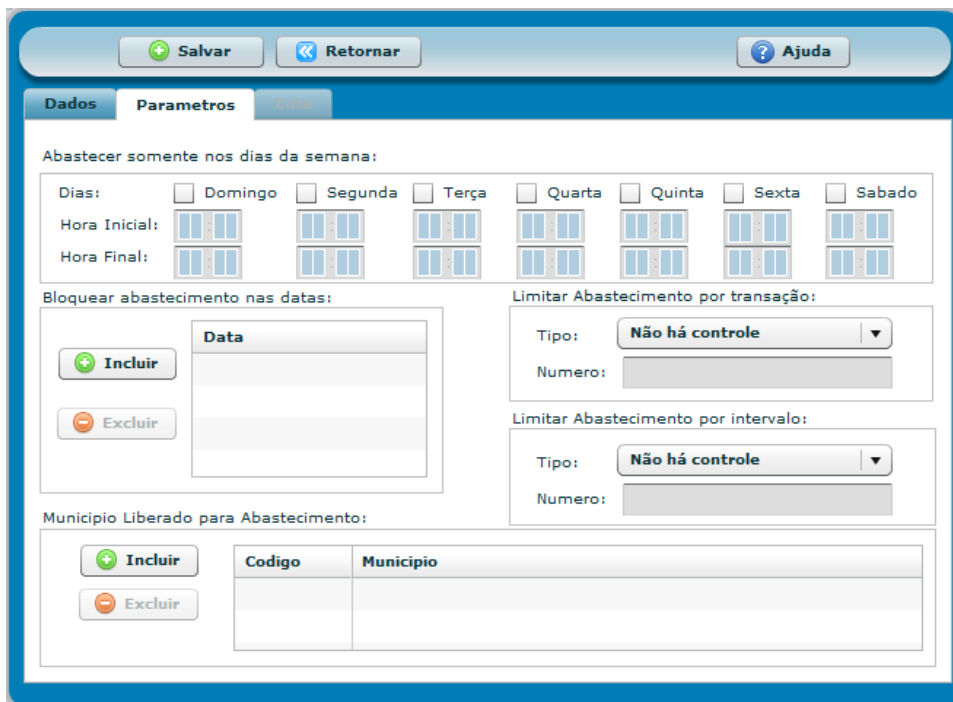 Salvar Retornar Ajuda
Dados Parametros
Abastecer somente nos dias da semana:
Dias: Domingo Segunda Terça Quarta Quinta Sexta Sabado
Hora Inicial: : : : : : : :
Hora Final: : : : : : : :
Bloquear abastecimento nas datas:
Data
Incluir
Excluir
Limitar Abastecimento por transação:
Tipo: Não há controle
Numero:
Limitar Abastecimento por intervalo:
Tipo: Não há controle
Numero:
Municipio Liberado para Abastecimento:
Incluir
Excluir
Codigo Municipio